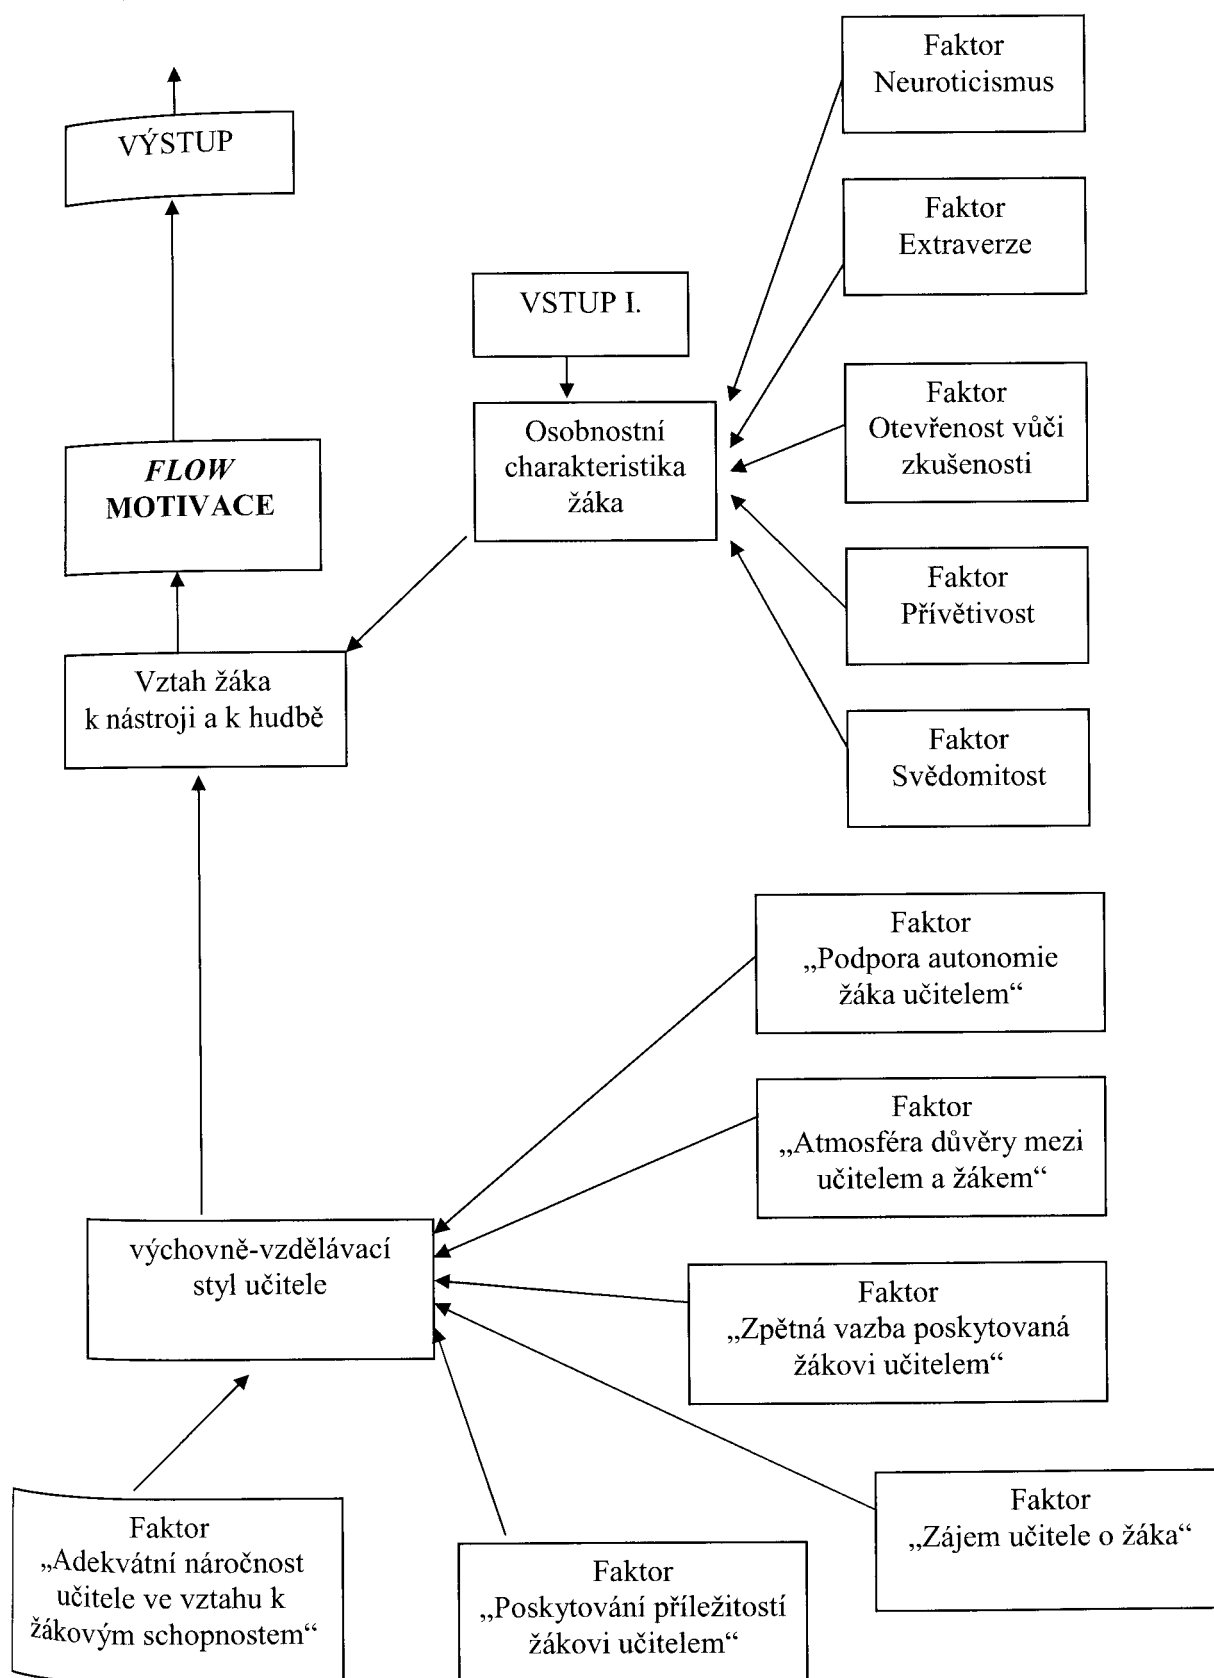 Faktor
Neuroticismus
VÝSTUP
Faktor
Extraverze
VSTUP I.
Faktor
Otevřenost vůči
zkušenosti
Osobnostní
charakteristika
žáka
FLOW
MOTIVACE
Faktor
Přívětivost
Vztah žáka
k nástroji a k hudbě
Faktor
Svědomitost
Faktor
„Podpora autonomie
žáka učitelem“
Faktor
„Atmosféra důvěry mezi
učitelem a žákem“
výchovně-vzdělávací
styl učitele
Faktor
„Zpětná vazba poskytovaná
žákovi učitelem“
Faktor
„Zájem učitele o žáka“
Faktor
„Adekvátní náročnost
učitele ve vztahu k
žákovým schopnostem“
Faktor
„Poskytování příležitostí
žákovi učitelem“